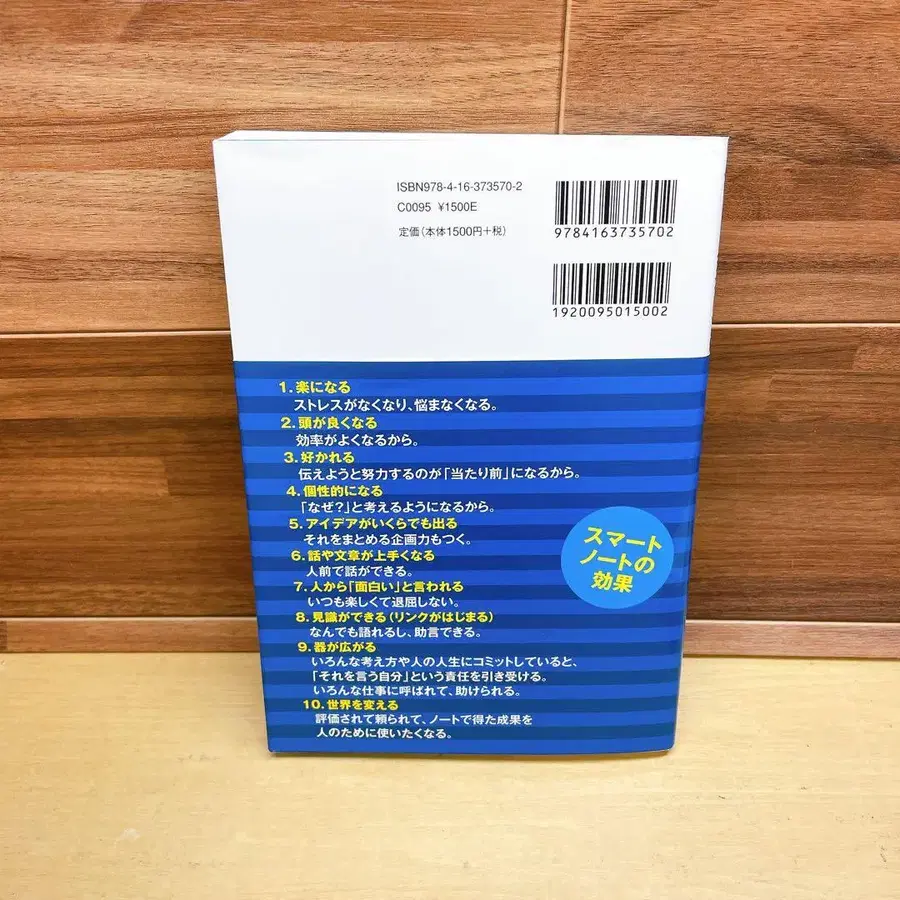 ISBN978-4-16-373570-2
C0095 ¥1500E
定価(本体1500円+税)
9784163735702
1920095015002
1. 楽になる
ストレスがなくなり、悩まなくなる。
2. 頭が良くなる
効率がよくなるから。
3. 好かれる
伝えようと努力するのが「当たり前」になるから。
4. 個性的になる
「なぜ?」と考えるようになるから。
5. アイデアがいくらでも出る
それをまとめる企画力もつく。
6. 話や文章が上手くなる
人前で話ができる。
7. 人から「面白い」と言われる
いつも楽しくて退屈しない。
8. 見識ができる(リンクがはじまる)
なんでも語れるし、助言できる。
9. 器が広がる
いろんな考え方や人の人生にコミットしていると、
「それを言う自分」という責任を引き受ける。
いろんな仕事に呼ばれて、助けられる。
10. 世界を変える
評価されて頼られて、ノートで得た成果を
人のために使いたくなる。
スマート
ノートの
効果